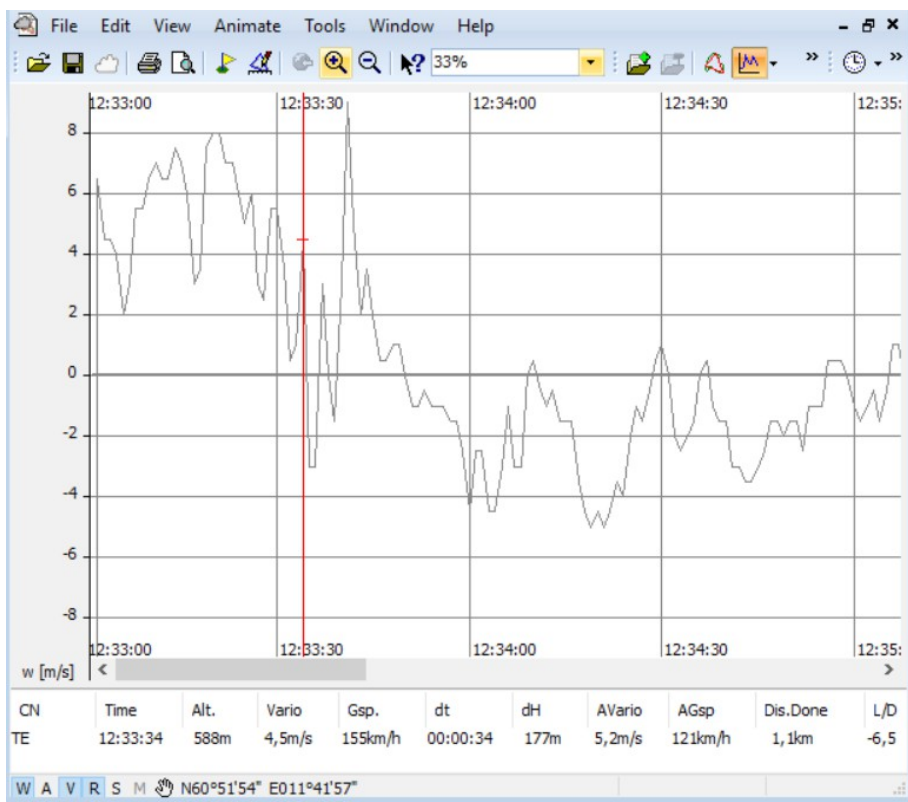 File Edit View Animate Tools Window Help
33%
12:33:00 12:33:30 12:34:00 12:34:30 12:35:
8
6
4
2
0
-2
-4
-6
-8
12:33:00 12:33:30 12:34:00 12:34:30 12:35:
w [m/s]
CN Time Alt. Vario Gsp. dt dH AVario AGsp Dis.Done L/D
TE 12:33:34 588m 4,5m/s 155km/h 00:00:34 177m 5,2m/s 121km/h 1,1km -6,5
W A V R S M N60°51'54" E011°41'57"